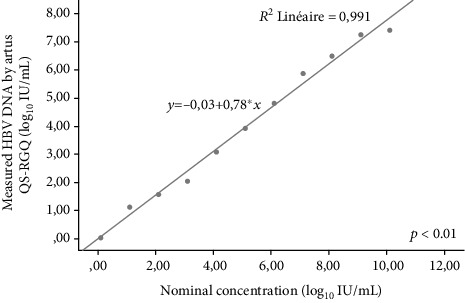 Measured HBV DNA by artus
QS-RGQ (log10 IU/mL)
8,00
7,00
6,00
5,00
4,00
3,00
2,00
1,00
,00
R2 Linéaire = 0,991
y=–0,03+0,78*x
p < 0.01
,00 2,00 4,00 6,00 8,00 10,00 12,00
Nominal concentration (log10 IU/mL)